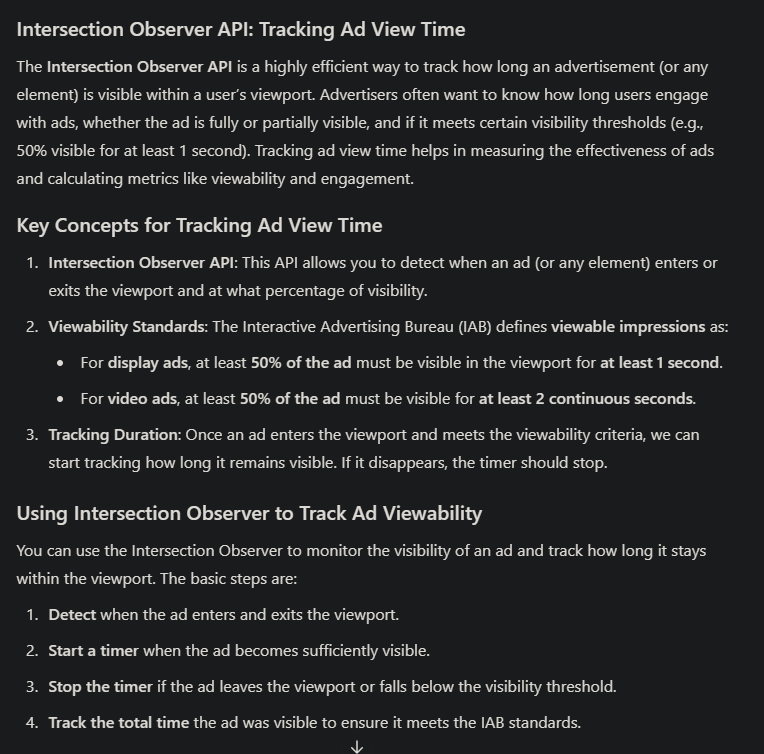 Intersection Observer API: Tracking Ad View Time
The Intersection Observer API is a highly efficient way to track how long an advertisement (or any
element) is visible within a user's viewport. Advertisers often want to know how long users engage
with ads, whether the ad is fully or partially visible, and if it meets certain visibility thresholds (e.g.,
50% visible for at least 1 second). Tracking ad view time helps in measuring the effectiveness of ads
and calculating metrics like viewability and engagement.
Key Concepts for Tracking Ad View Time
1. Intersection Observer API: This API allows you to detect when an ad (or any element) enters or
exits the viewport and at what percentage of visibility.
2. Viewability Standards: The Interactive Advertising Bureau (IAB) defines viewable impressions as:
• For display ads, at least 50% of the ad must be visible in the viewport for at least 1 second.
• For video ads, at least 50% of the ad must be visible for at least 2 continuous seconds.
3. Tracking Duration: Once an ad enters the viewport and meets the viewability criteria, we can
start tracking how long it remains visible. If it disappears, the timer should stop.
Using Intersection Observer to Track Ad Viewability
You can use the Intersection Observer to monitor the visibility of an ad and track how long it stays
within the viewport. The basic steps are:
1. Detect when the ad enters and exits the viewport.
2. Start a timer when the ad becomes sufficiently visible.
3. Stop the timer if the ad leaves the viewport or falls below the visibility threshold.
4. Track the total time the ad was visible to ensure it meets the IAB standards.